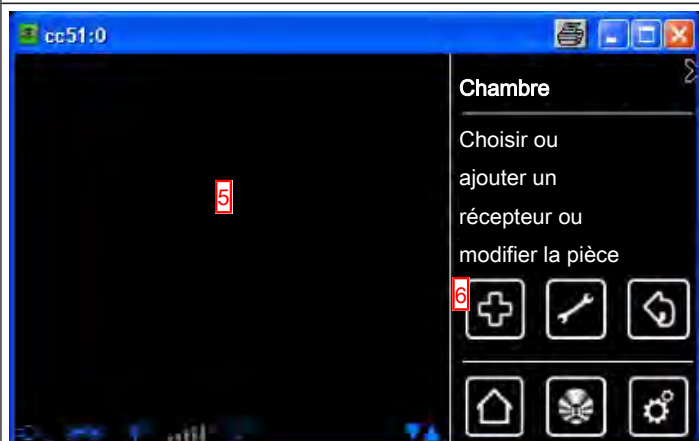 cc51:0
Chambre
Choisir ou
ajouter un
récepteur ou
modifier la pièce
5
6